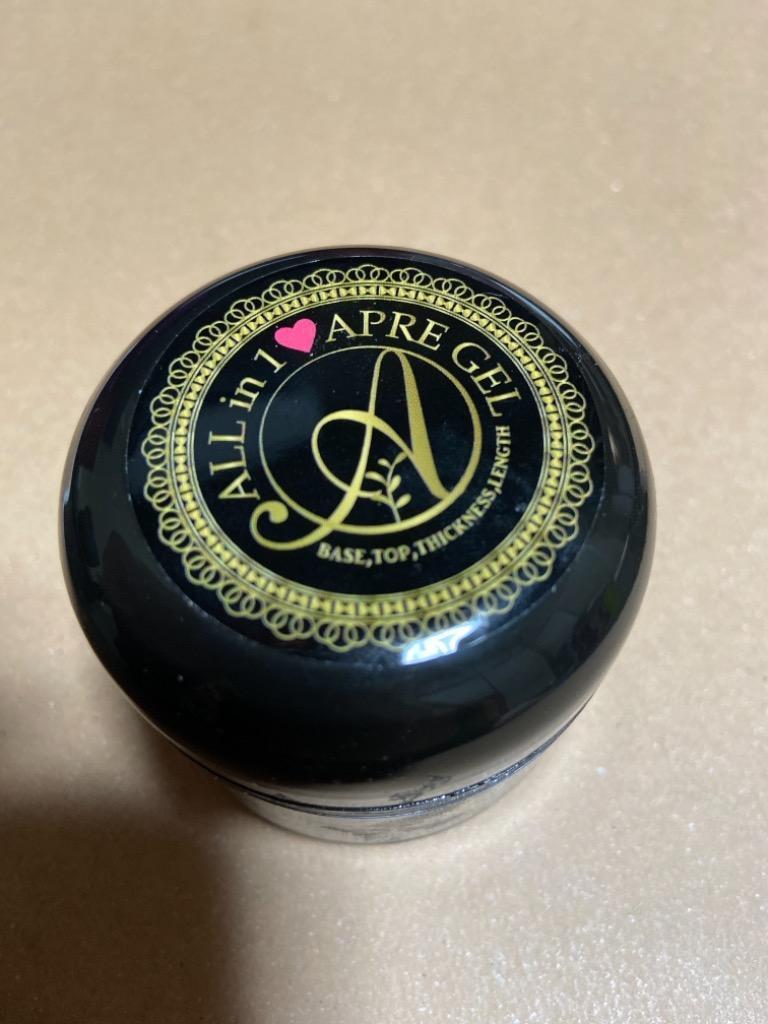 ALL in 1 APRE GEL
A
BASE,TOP,THICKNESS,LENGTH